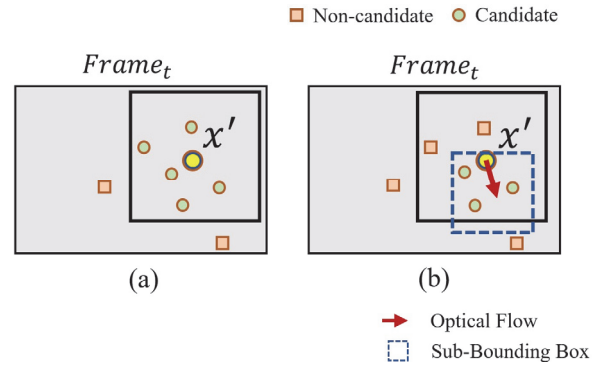 Non-candidate Candidate
Frame_t Frame_t
x′ x′
(a) (b)
Optical Flow
Sub-Bounding Box